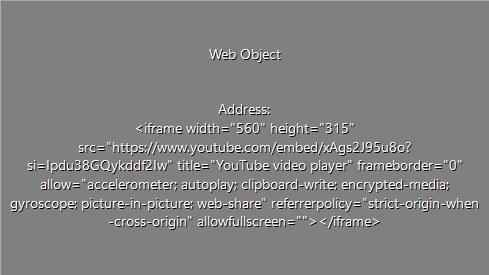 Web Object
Address:
<iframe width="560" height="315"
src="https://www.youtube.com/embed/xAgs2J95u8o?
si=Ipdu38GQykddf2Iw" title="YouTube video player" frameborder="0"
allow="accelerometer; autoplay; clipboard-write; encrypted-media;
gyroscope; picture-in-picture; web-share" referrerpolicy="strict-origin-when
-cross-origin" allowfullscreen=""></iframe>